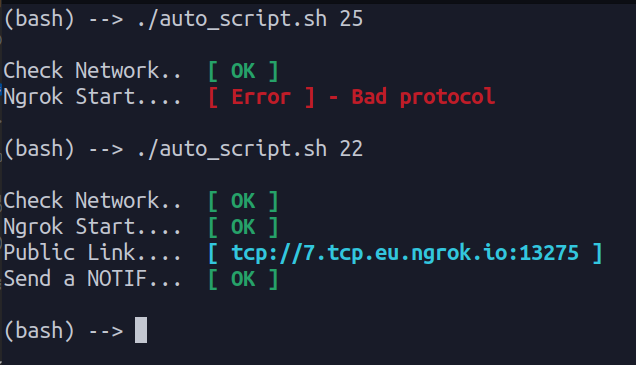 (bash) --> ./auto_script.sh 25
Check Network.. [ OK ]
Ngrok Start.... [ Error ] - Bad protocol
(bash) --> ./auto_script.sh 22
Check Network.. [ OK ]
Ngrok Start.... [ OK ]
Public Link.... [ tcp://7.tcp.eu.ngrok.io:13275 ]
Send a NOTIF... [ OK ]
(bash) -->